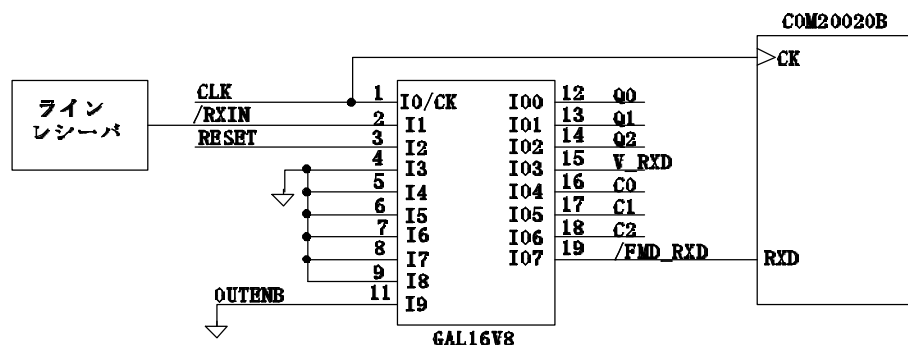 COM20020B
CLK
CK
ライン
レシーバ
/RXIN
RESET
1 I0/CK IO0 12 Q0
2 I1 IO1 13 Q1
3 I2 IO2 14 Q2
4 I3 IO3 15 V_RXD
5 I4 IO4 16 C0
6 I5 IO5 17 C1
7 I6 IO6 18 C2
8 I7 IO7 19 /FMD_RXD RXD
9 I8
OUTENB 11 I9
GAL16V8